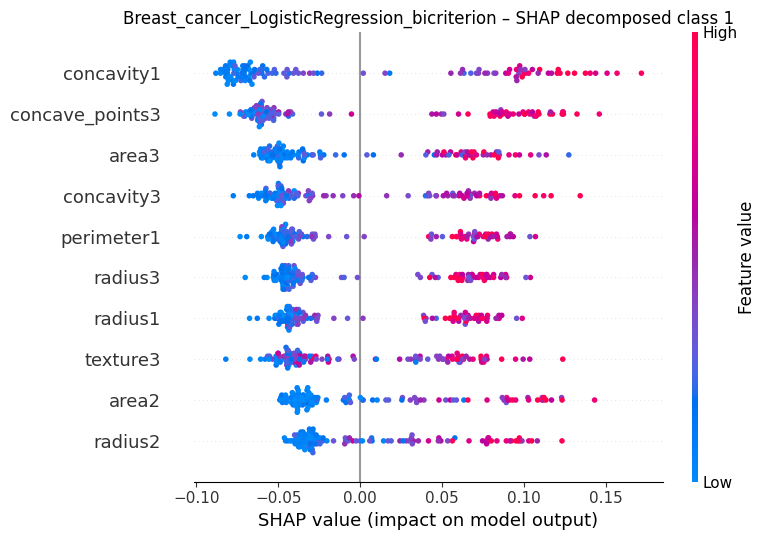 Breast_cancer_LogisticRegression_bicriterion – SHAP decomposed class 1
High
concavity1
concave_points3
area3
concavity3
perimeter1
radius3
radius1
texture3
area2
radius2
Feature value
Low
−0.10 −0.05 0.00 0.05 0.10 0.15
SHAP value (impact on model output)